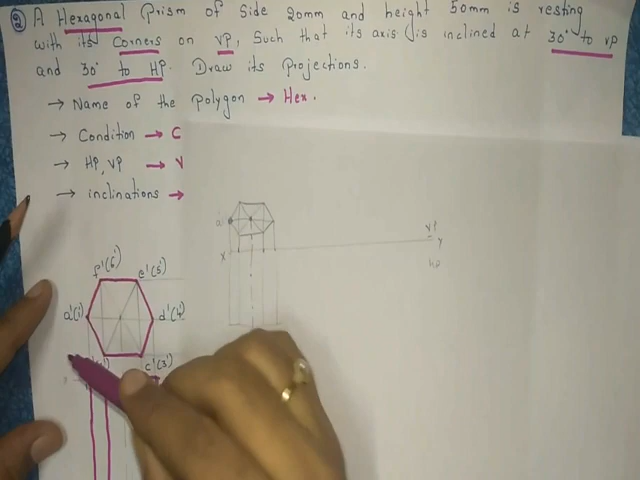 ② A Hexagonal Prism of Side 20mm and height 50mm is resting
with its Corners on VP, Such that its axis is inclined at 30° to VP
and 30° to HP. Draw its Projections.
→ Name of the Polygon → Hex.
→ Condition → C
→ HP, VP → V
→ inclinations →
a'
VP
X Y
HP
f'(6') e'(5')
a'(1') d'(4')
c'(3')